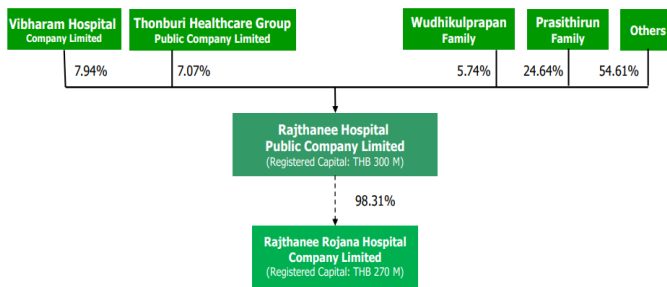 Vibharam Hospital
Company Limited
Thonburi Healthcare Group
Public Company Limited
Wudhikulprapan
Family
Prasithirun
Family
Others
7.94%
7.07%
5.74%
24.64%
54.61%
Rajthanee Hospital
Public Company Limited
(Registered Capital: THB 300 M)
98.31%
Rajthanee Rojana Hospital
Company Limited
(Registered Capital: THB 270 M)